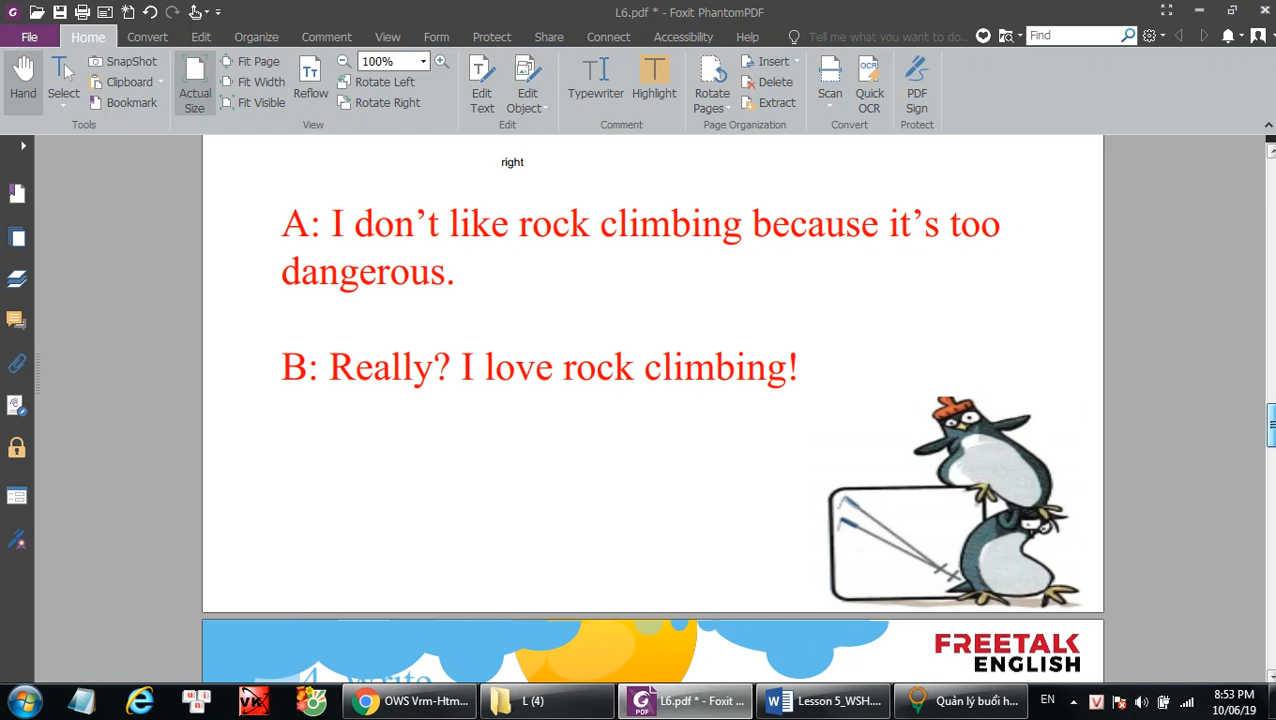 L6.pdf * - Foxit PhantomPDF
File Home Convert Edit Organize Comment View Form Protect Share Connect Accessibility Help Tell me what you want to do.. Find
Hand Select SnapShot Clipboard Bookmark Actual Size Fit Page Fit Width Fit Visible Reflow 100% Rotate Left Rotate Right Edit Text Edit Object Typewriter Highlight Rotate Pages Insert Delete Extract Scan Quick OCR PDF Sign
Tools View Edit Comment Page Organization Convert Protect
right
A: I don’t like rock climbing because it’s too
dangerous.
B: Really? I love rock climbing!
FREETALK
ENGLISH
OWS Vrm-Htm... L (4) L6.pdf * - Foxit ... Lesson 5_WSH.... Quản lý buổi h... EN 8:53 PM
10/06/19